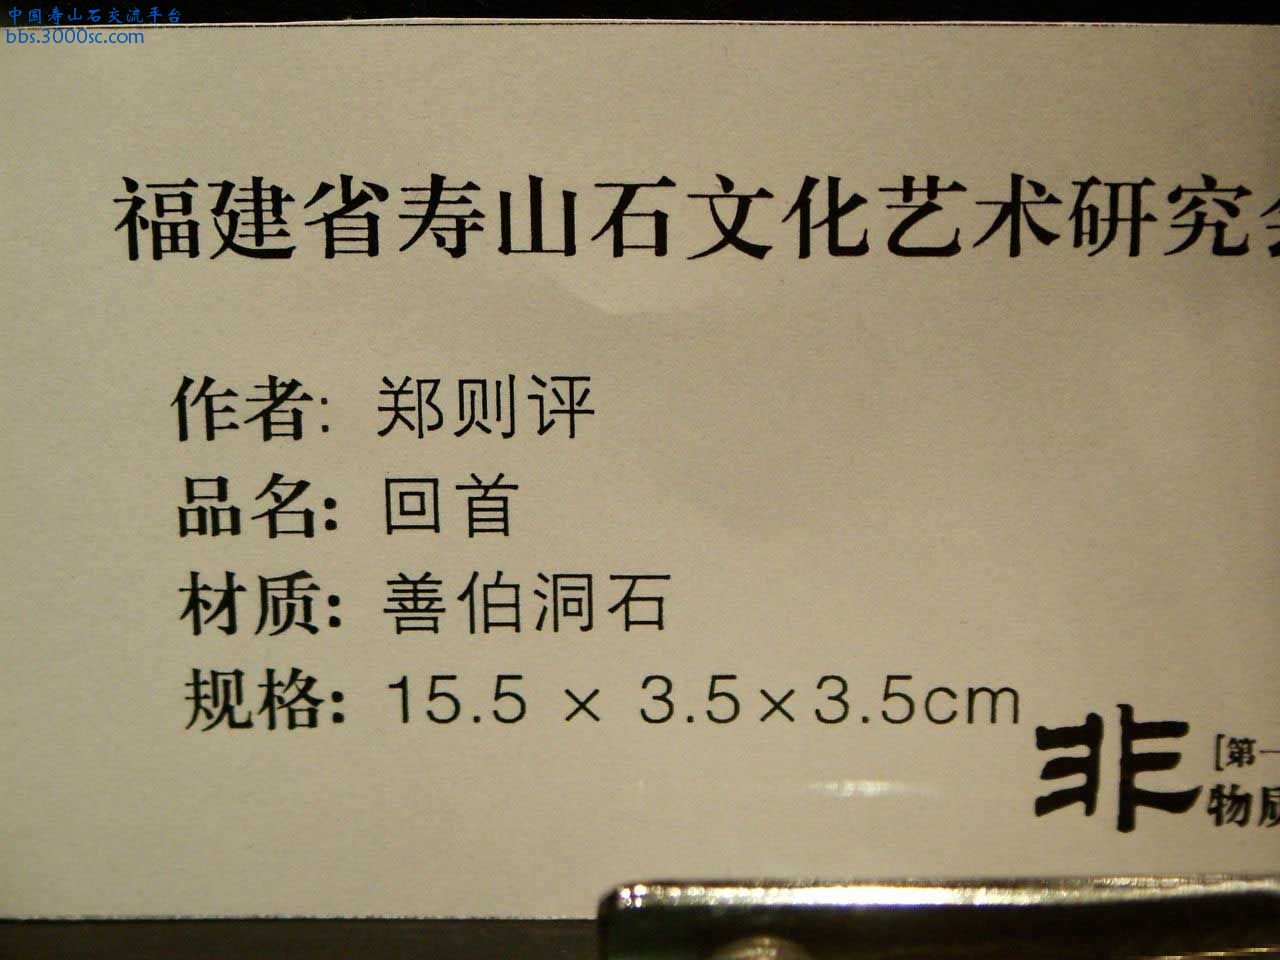 中国寿山石交流平台
bbs.3000sc.com
福建省寿山石文化艺术研究
作者: 郑则评
品名: 回首
材质: 善伯洞石
规格: 15.5 × 3.5×3.5cm
非
[第一
物质